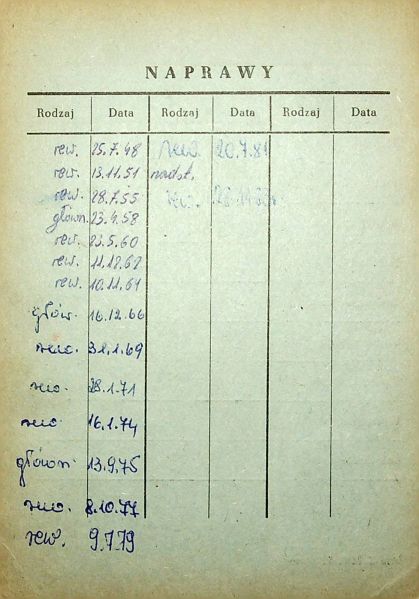 NAPRAWY
Rodzaj Data Rodzaj Data Rodzaj Data
rew. 25.7.48 rew. 20.7.81
rew. 13.11.51 nadst.
rew. 28.7.55 rew.
główn. 23.4.58
rew. 23.5.60
rew. 11.12.62
rew. 10.11.61
głów. 16.12.66
rew. 31.1.69
rew. 28.1.71
rew. 16.1.74
główn. 13.9.75
rew. 8.10.77
rew. 9.7.79